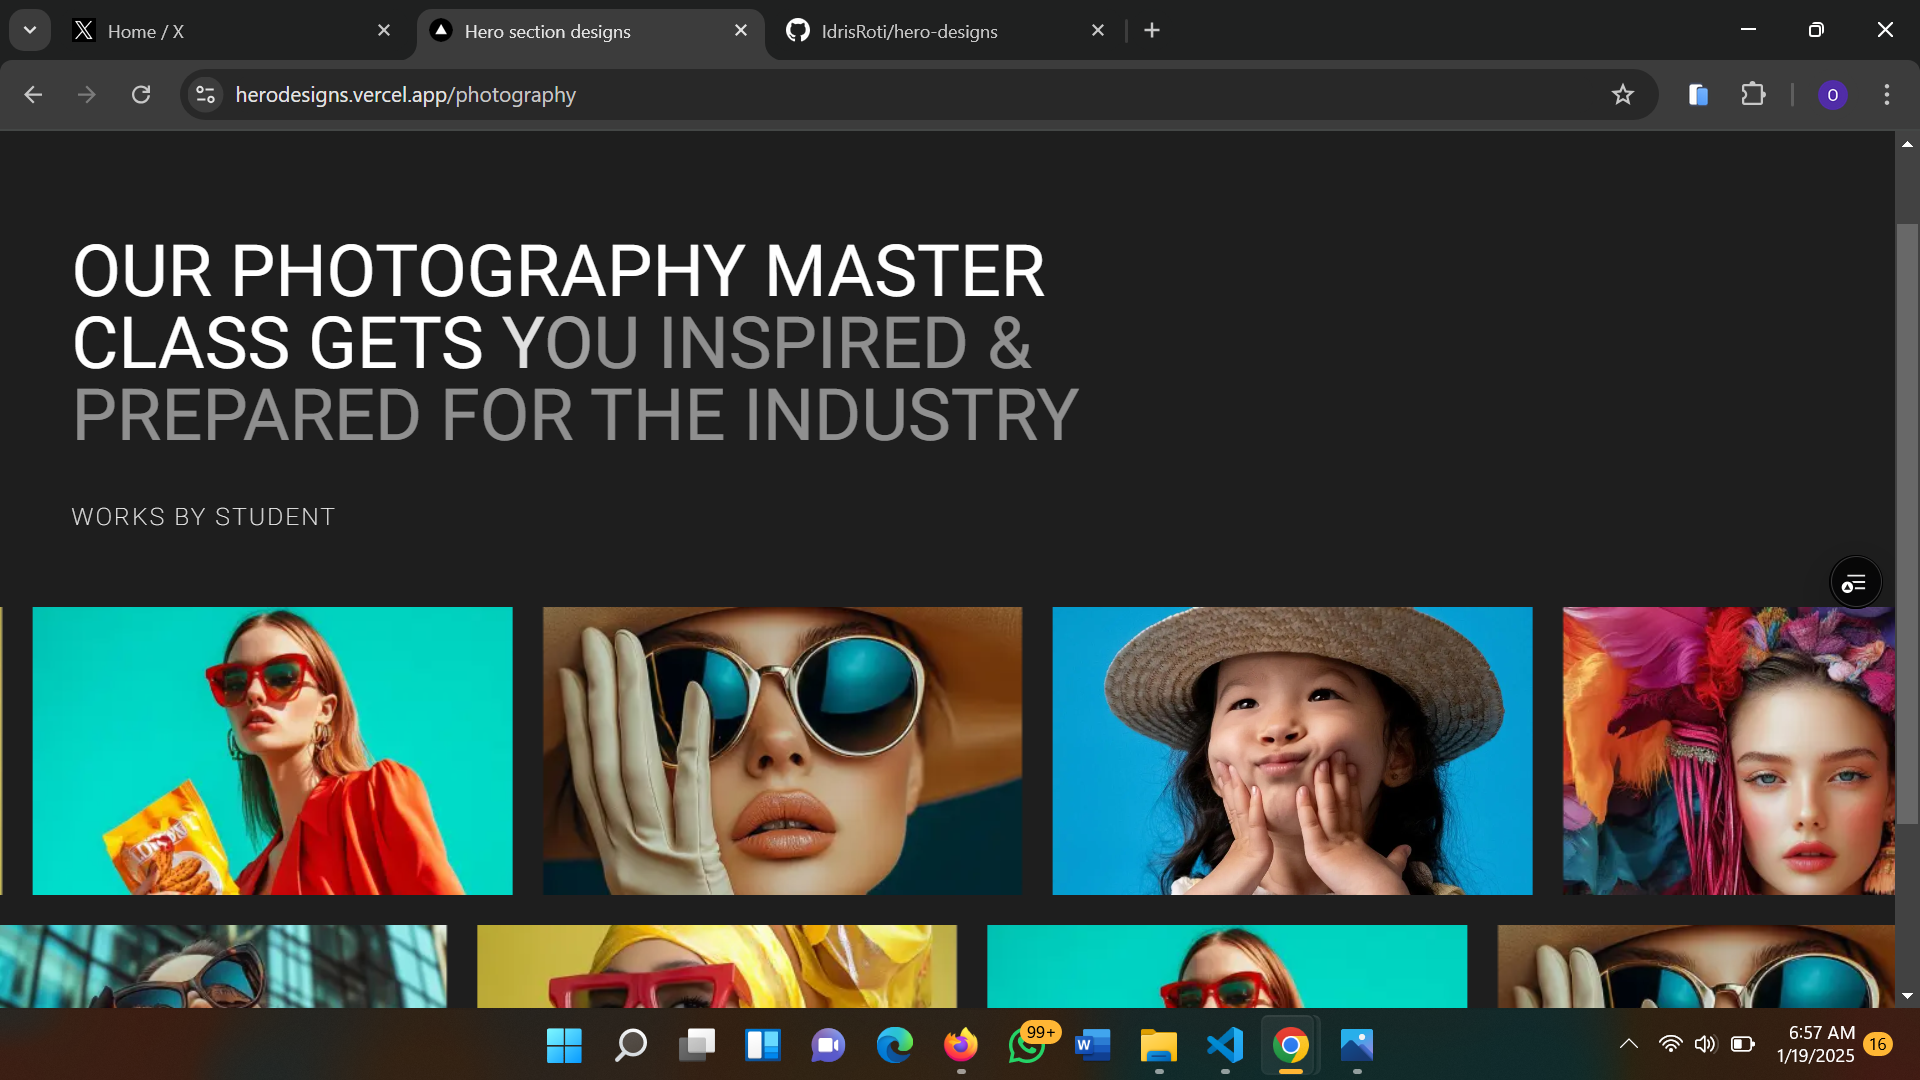 Home / X
Hero section designs
IdrisRoti/hero-designs
herodesigns.vercel.app/photography
O
OUR PHOTOGRAPHY MASTER
CLASS GETS YOU INSPIRED &
PREPARED FOR THE INDUSTRY
WORKS BY STUDENT
99+
W
6:57 AM
1/19/2025
16